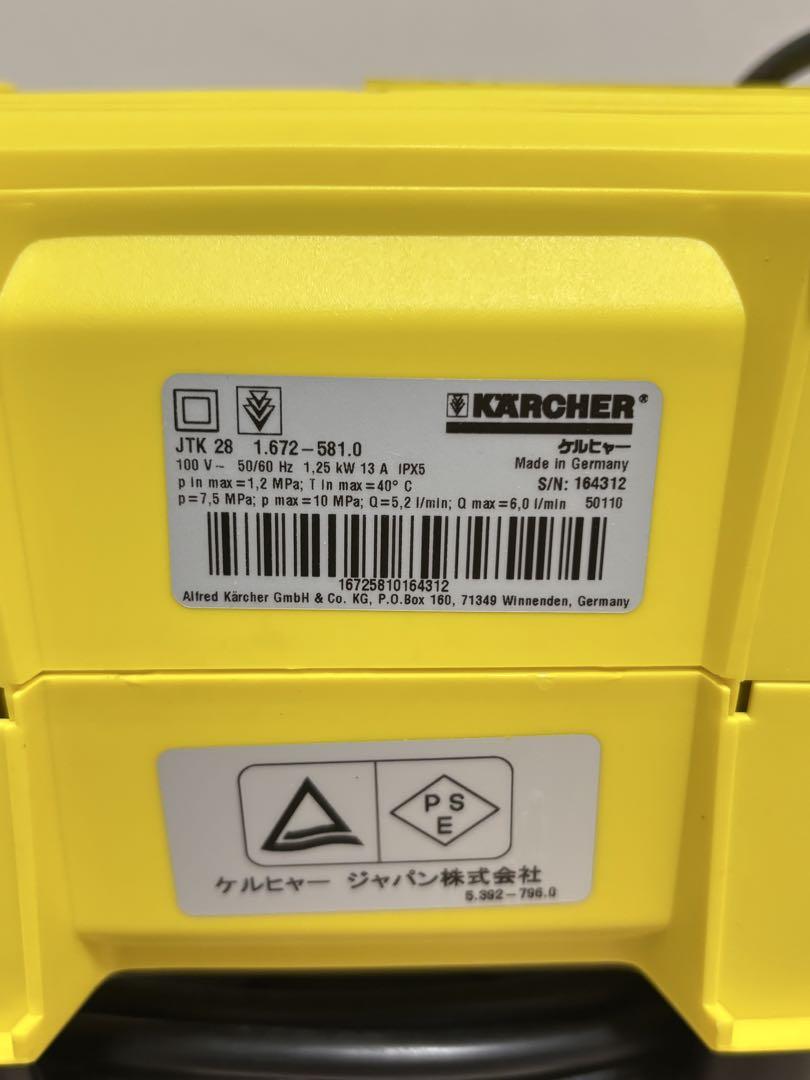 KÄRCHER®
ケルヒャー
JTK 28 1.672-581.0
Made in Germany
100 V~ 50/60 Hz 1,25 kW 13 A IPX5
S/N: 164312
p in max=1,2 MPa; T in max=40° C
p=7,5 MPa; p max=10 MPa; Q=5,2 l/min; Q max=6,0 l/min 50110
16725810164312
Alfred Kärcher GmbH & Co. KG, P.O.Box 160, 71349 Winnenden, Germany
PS
E
ケルヒャー ジャパン株式会社
5.392-796.0